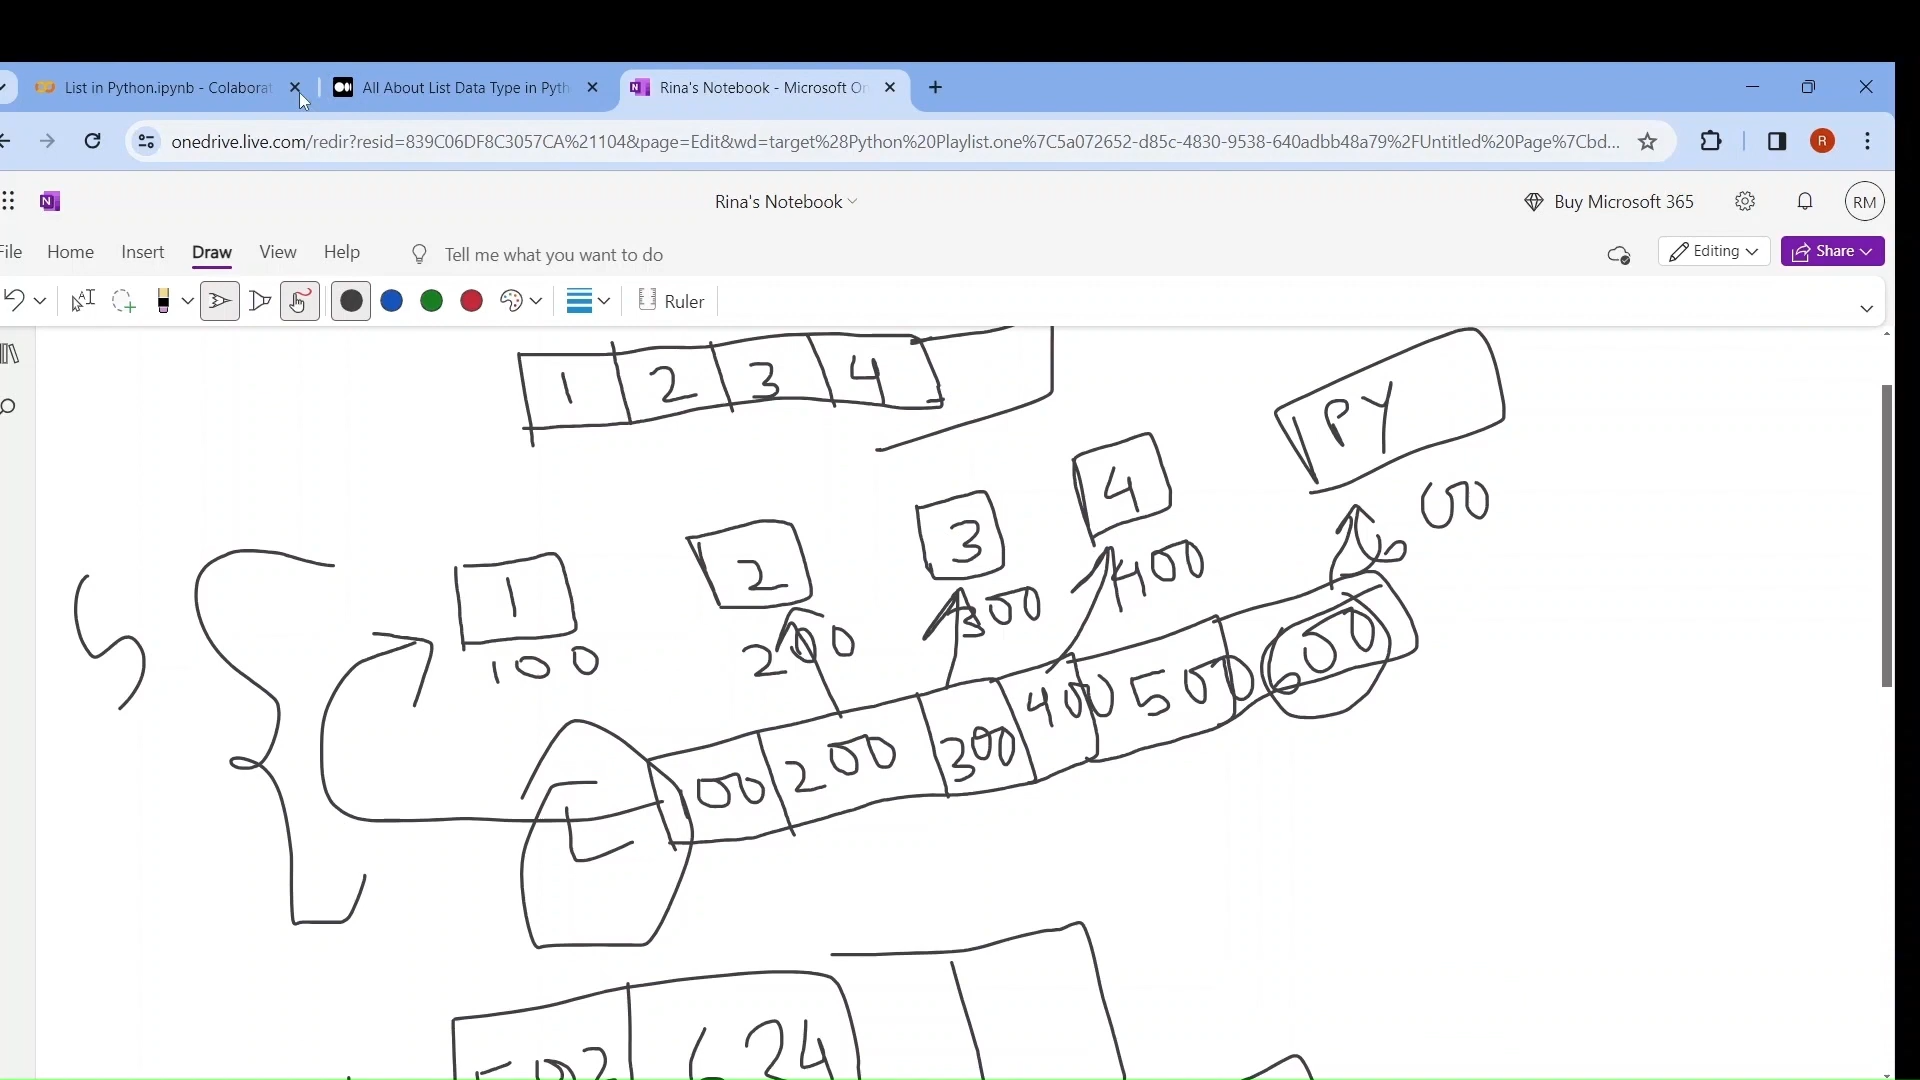 List in Python.ipynb - Colaborat
All About List Data Type in Pyth
Rina's Notebook - Microsoft On
onedrive.live.com/redir?resid=839C06DF8C3057CA%21104&page=Edit&wd=target%28Python%20Playlist.one%7C5a072652-d85c-4830-9538-640adbb48a79%2FUntitled%20Page%7Cbd...
R
N
Rina's Notebook
Buy Microsoft 365
RM
File Home Insert Draw View Help
Tell me what you want to do
Editing
Share
Ruler
1 2 3 4
PY
4
600
3
400
2
300
1
200
100
L 100 200 300 400 500 600
502 634